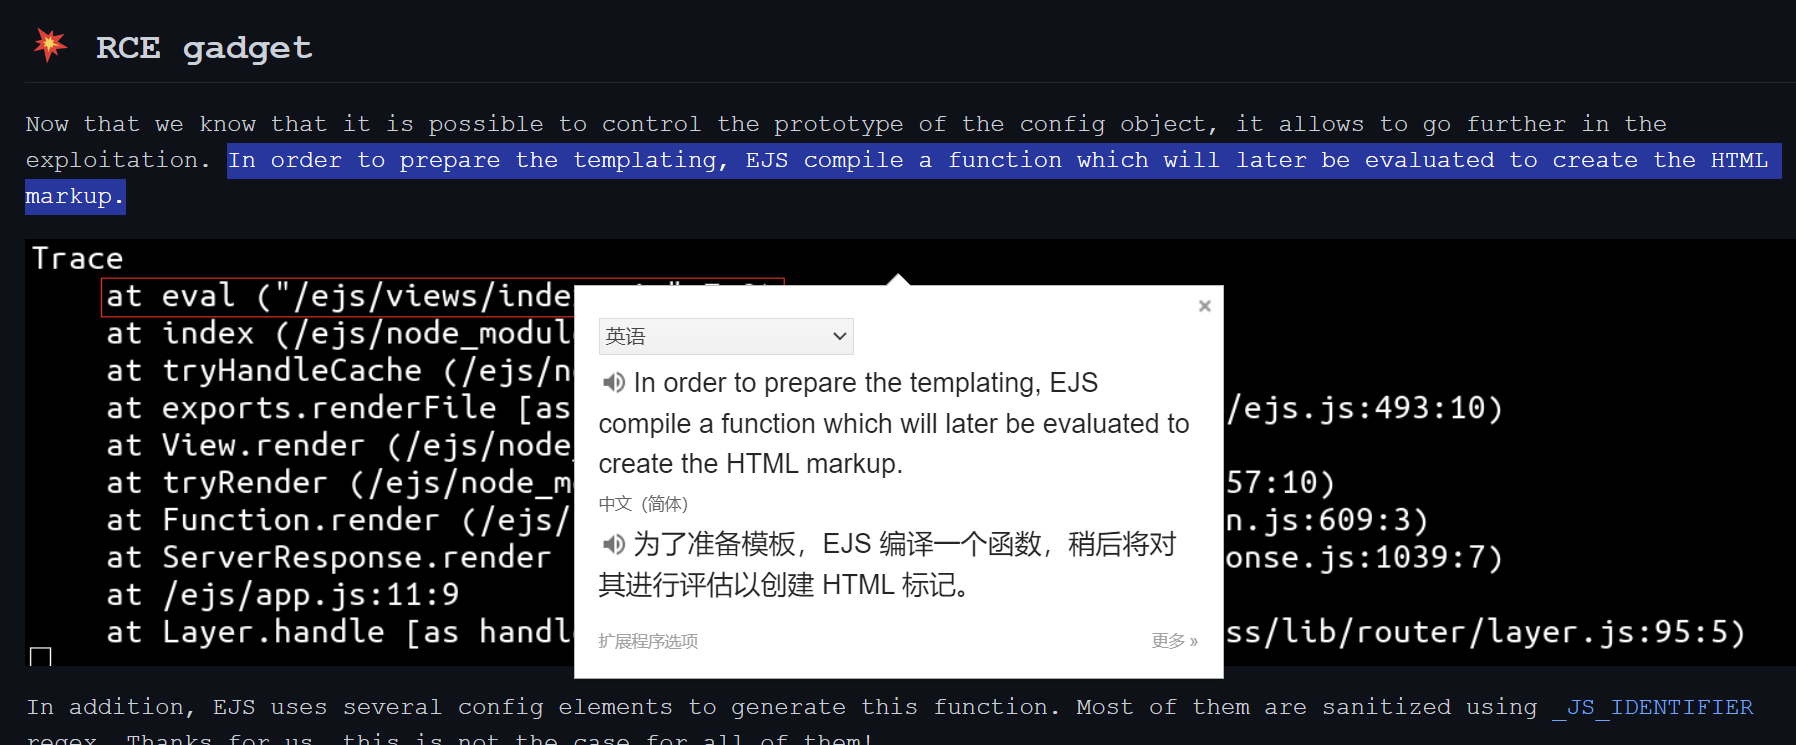 RCE gadget
Now that we know that it is possible to control the prototype of the config object, it allows to go further in the
exploitation. In order to prepare the templating, EJS compile a function which will later be evaluated to create the HTML
markup.
Trace
at eval ("/ejs/views/inde
at index (/ejs/node_modul
at tryHandleCache (/ejs/n
at exports.renderFile [as /ejs.js:493:10)
at View.render (/ejs/node_
at tryRender (/ejs/node_m 57:10)
at Function.render (/ejs/ n.js:609:3)
at ServerResponse.render onse.js:1039:7)
at /ejs/app.js:11:9
at Layer.handle [as handl ss/lib/router/layer.js:95:5)
英语
In order to prepare the templating, EJS
compile a function which will later be evaluated to
create the HTML markup.
中文（简体）
为了准备模板，EJS 编译一个函数，稍后将对
其进行评估以创建 HTML 标记。
扩展程序选项
更多 »
In addition, EJS uses several config elements to generate this function. Most of them are sanitized using _JS_IDENTIFIER
regex. Thanks for us, this is not the case for all of them!